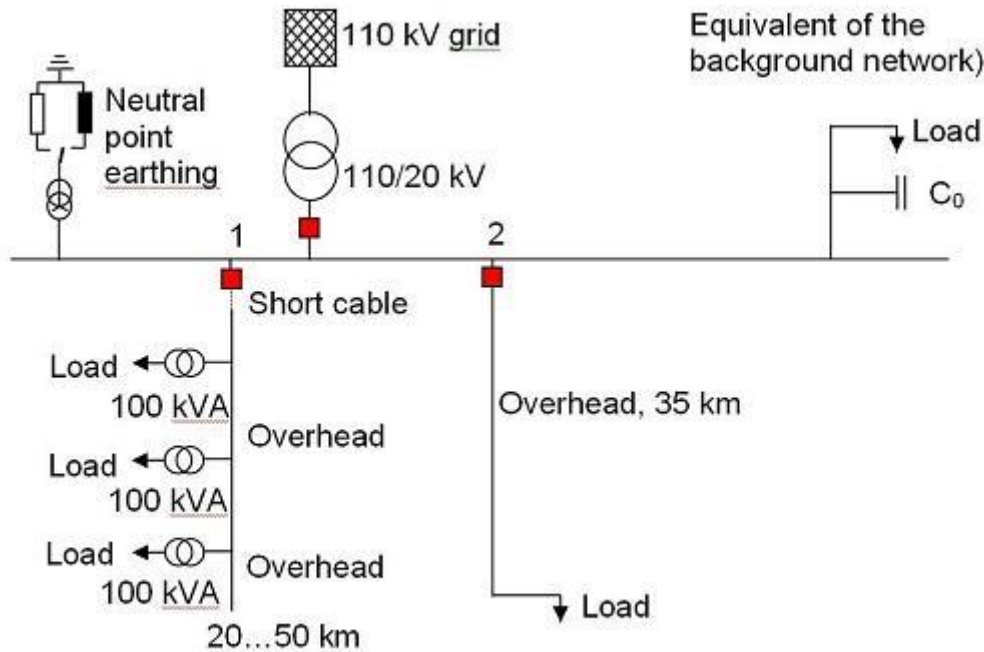 110 kV grid
Equivalent of the
background network)
Neutral
point
earthing
110/20 kV
Load
C₀
1
2
Short cable
Load
100 kVA
Overhead
Overhead, 35 km
Load
100 kVA
Load
100 kVA
Overhead
Load
20...50 km